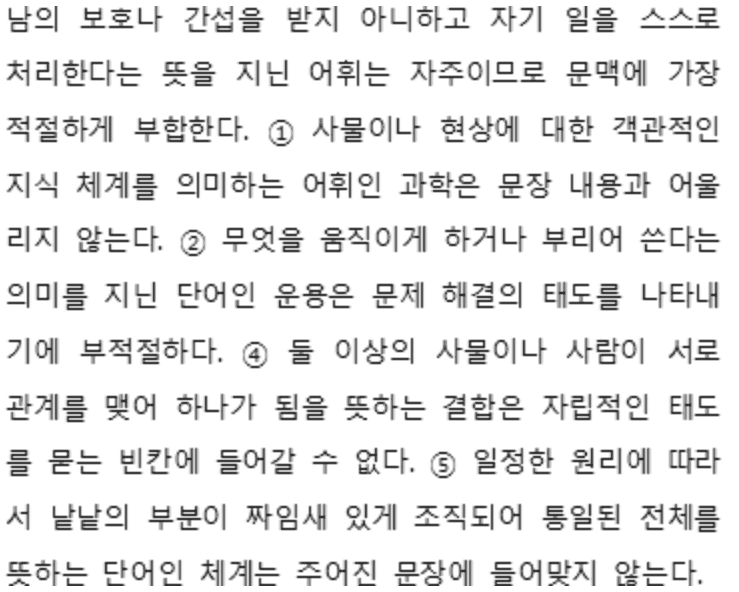 남의 보호나 간섭을 받지 아니하고 자기 일을 스스로
처리한다는 뜻을 지닌 어휘는 자주이므로 문맥에 가장
적절하게 부합한다. ① 사물이나 현상에 대한 객관적인
지식 체계를 의미하는 어휘인 과학은 문장 내용과 어울
리지 않는다. ② 무엇을 움직이게 하거나 부리어 쓴다는
의미를 지닌 단어인 운용은 문제 해결의 태도를 나타내
기에 부적절하다. ④ 둘 이상의 사물이나 사람이 서로
관계를 맺어 하나가 됨을 뜻하는 결합은 자립적인 태도
를 묻는 빈칸에 들어갈 수 없다. ⑤ 일정한 원리에 따라
서 낱낱의 부분이 짜임새 있게 조직되어 통일된 전체를
뜻하는 단어인 체계는 주어진 문장에 들어맞지 않는다.